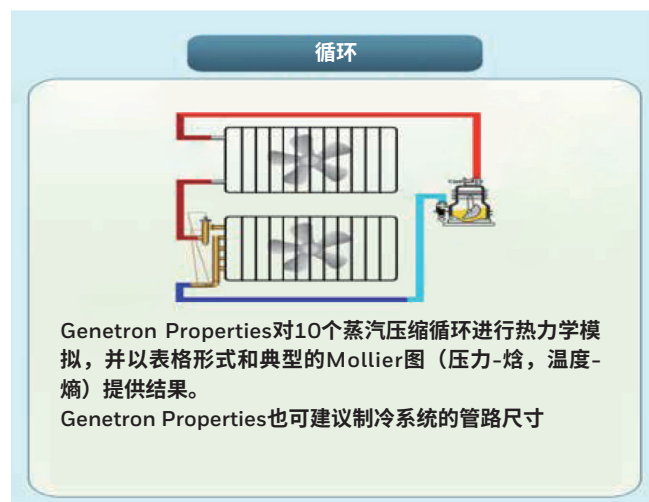 循环
Genetron Properties对10个蒸汽压缩循环进行热力学模
拟，并以表格形式和典型的Mollier图（压力-焓，温度-
熵）提供结果。
Genetron Properties也可建议制冷系统的管路尺寸